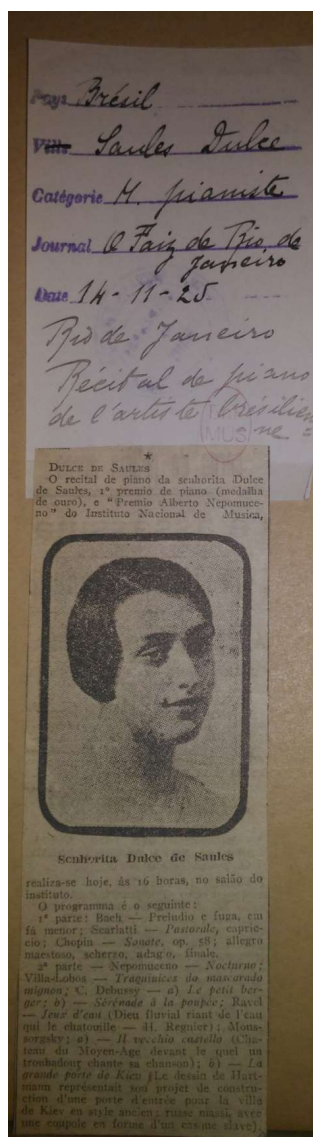 Pays Brésil
Ville Saules Dulce
Catégorie M. pianiste
Journal O Paiz de Rio de
Janeiro
Date 14-11-25
Rio de Janeiro
Récital de piano
de l'artiste brésilien
ne =
MUSI
*
DULCE DE SAULES
O recital de piano da senhorita Dulce
de Saules, 1º premio de piano (medalha
de ouro), e "Premio Alberto Nepomuce-
no" do Instituto Nacional de Musica,
Senhorita Dulce de Saules
realiza-se hoje, ás 16 horas, no salão do
instituto.
O programma é o seguinte:
1ª parte: Bach — Preludio e fuga, em
fá menor; Scarlatti — Pastorale, capric-
cio; Chopin — Sonate, op. 58; allegro
maestoso, scherzo, adagio, finale.
2ª parte — Nepomuceno — Nocturno;
Villa-Lobos — Traquinices do mascarado
mignon; C. Debussy — a) Le petit ber-
ger; b) — Sérénade à la poupée; Ravel
— Jeux d'eau (Dieu fluvial riant de l'eau
qui le chatouille — H. Regnier); Mous-
sorgsky; a) — Il vecchio castello (Cha-
teau du Moyen-Age devant le quel un
troubadour chante sa chanson); b) — La
grande porte de Kiev (Le dessin de Hart-
mann représentait son projet de construc-
tion d'une porte d'entrée pour la ville
de Kiev en style ancien russe massi, avec
une coupole en forme d'un casque slave).